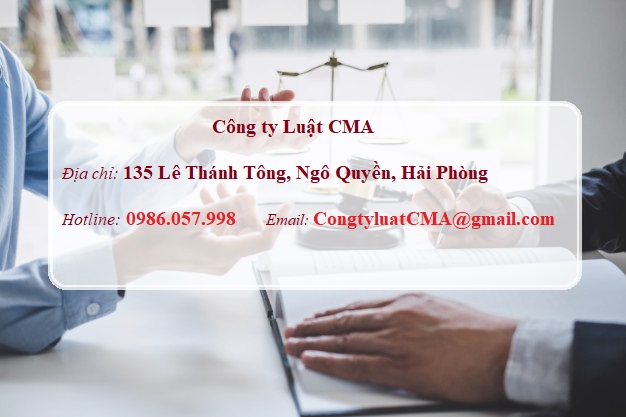 Công ty Luật CMA
Địa chỉ: 135 Lê Thánh Tông, Ngô Quyền, Hải Phòng
Hotline: 0986.057.998 Email: CongtyluatCMA@gmail.com